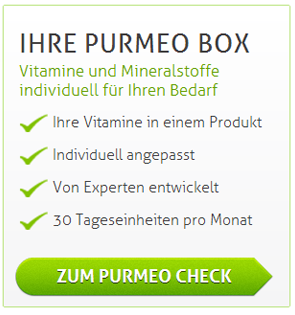 IHRE PURMEO BOX
Vitamine und Mineralstoffe
individuell für Ihren Bedarf
Ihre Vitamine in einem Produkt
Individuell angepasst
Von Experten entwickelt
30 Tageseinheiten pro Monat
ZUM PURMEO CHECK